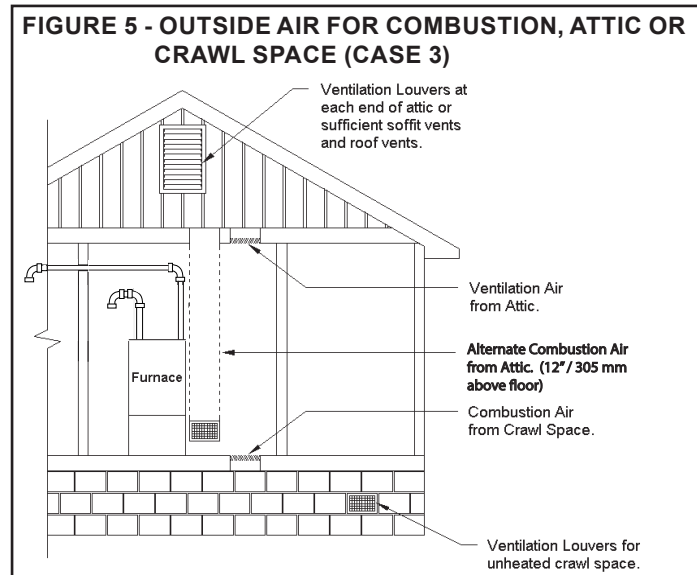 FIGURE 5 - OUTSIDE AIR FOR COMBUSTION, ATTIC OR
CRAWL SPACE (CASE 3)
Ventilation Louvers at
each end of attic or
sufficient soffit vents
and roof vents.
Ventilation Air
from Attic.
Alternate Combustion Air
from Attic. (12"/ 305 mm
above floor)
Furnace
Combustion Air
from Crawl Space.
Ventilation Louvers for
unheated crawl space.